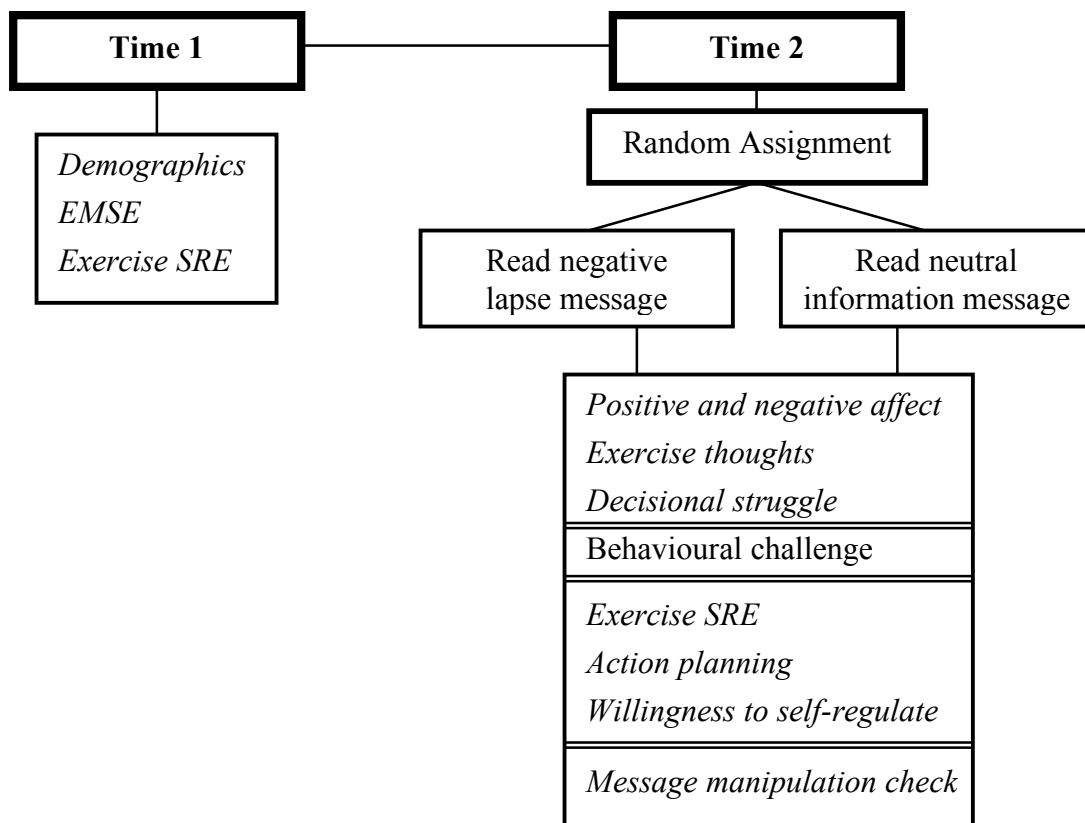 Time 1
Time 2
Demographics
EMSE
Exercise SRE
Random Assignment
Read negative
lapse message
Read neutral
information message
Positive and negative affect
Exercise thoughts
Decisional struggle
Behavioural challenge
Exercise SRE
Action planning
Willingness to self-regulate
Message manipulation check